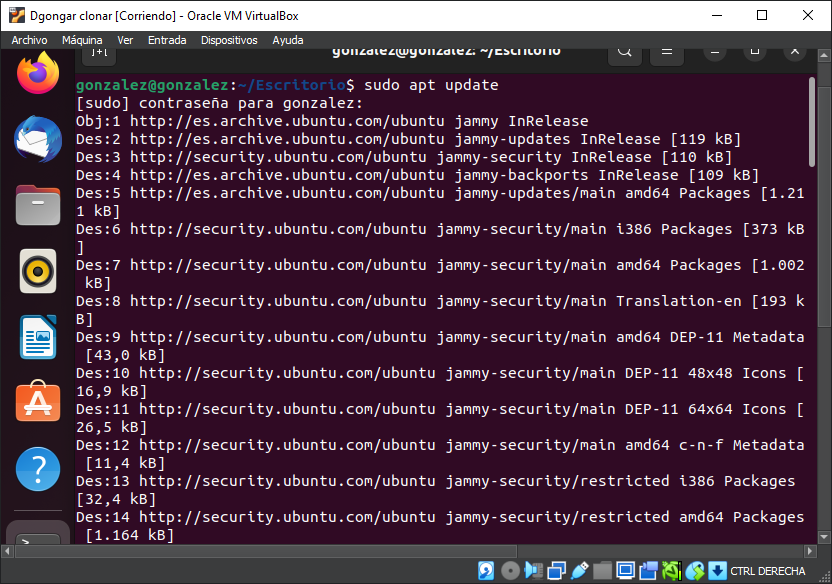 Dgongar clonar [Corriendo] - Oracle VM VirtualBox
Archivo Máquina Ver Entrada Dispositivos Ayuda
gonzalez@gonzalez: ~/Escritorio
gonzalez@gonzalez:~/Escritorio$ sudo apt update
[sudo] contraseña para gonzalez:
Obj:1 http://es.archive.ubuntu.com/ubuntu jammy InRelease
Des:2 http://es.archive.ubuntu.com/ubuntu jammy-updates InRelease [119 kB]
Des:3 http://security.ubuntu.com/ubuntu jammy-security InRelease [110 kB]
Des:4 http://es.archive.ubuntu.com/ubuntu jammy-backports InRelease [109 kB]
Des:5 http://es.archive.ubuntu.com/ubuntu jammy-updates/main amd64 Packages [1.21
1 kB]
Des:6 http://security.ubuntu.com/ubuntu jammy-security/main i386 Packages [373 kB
]
Des:7 http://security.ubuntu.com/ubuntu jammy-security/main amd64 Packages [1.002
kB]
Des:8 http://security.ubuntu.com/ubuntu jammy-security/main Translation-en [193 k
B]
Des:9 http://security.ubuntu.com/ubuntu jammy-security/main amd64 DEP-11 Metadata
[43,0 kB]
Des:10 http://security.ubuntu.com/ubuntu jammy-security/main DEP-11 48x48 Icons [
16,9 kB]
Des:11 http://security.ubuntu.com/ubuntu jammy-security/main DEP-11 64x64 Icons [
26,5 kB]
Des:12 http://security.ubuntu.com/ubuntu jammy-security/main amd64 c-n-f Metadata
[11,4 kB]
Des:13 http://security.ubuntu.com/ubuntu jammy-security/restricted i386 Packages
[32,4 kB]
Des:14 http://security.ubuntu.com/ubuntu jammy-security/restricted amd64 Packages
[1.164 kB]
CTRL DERECHA